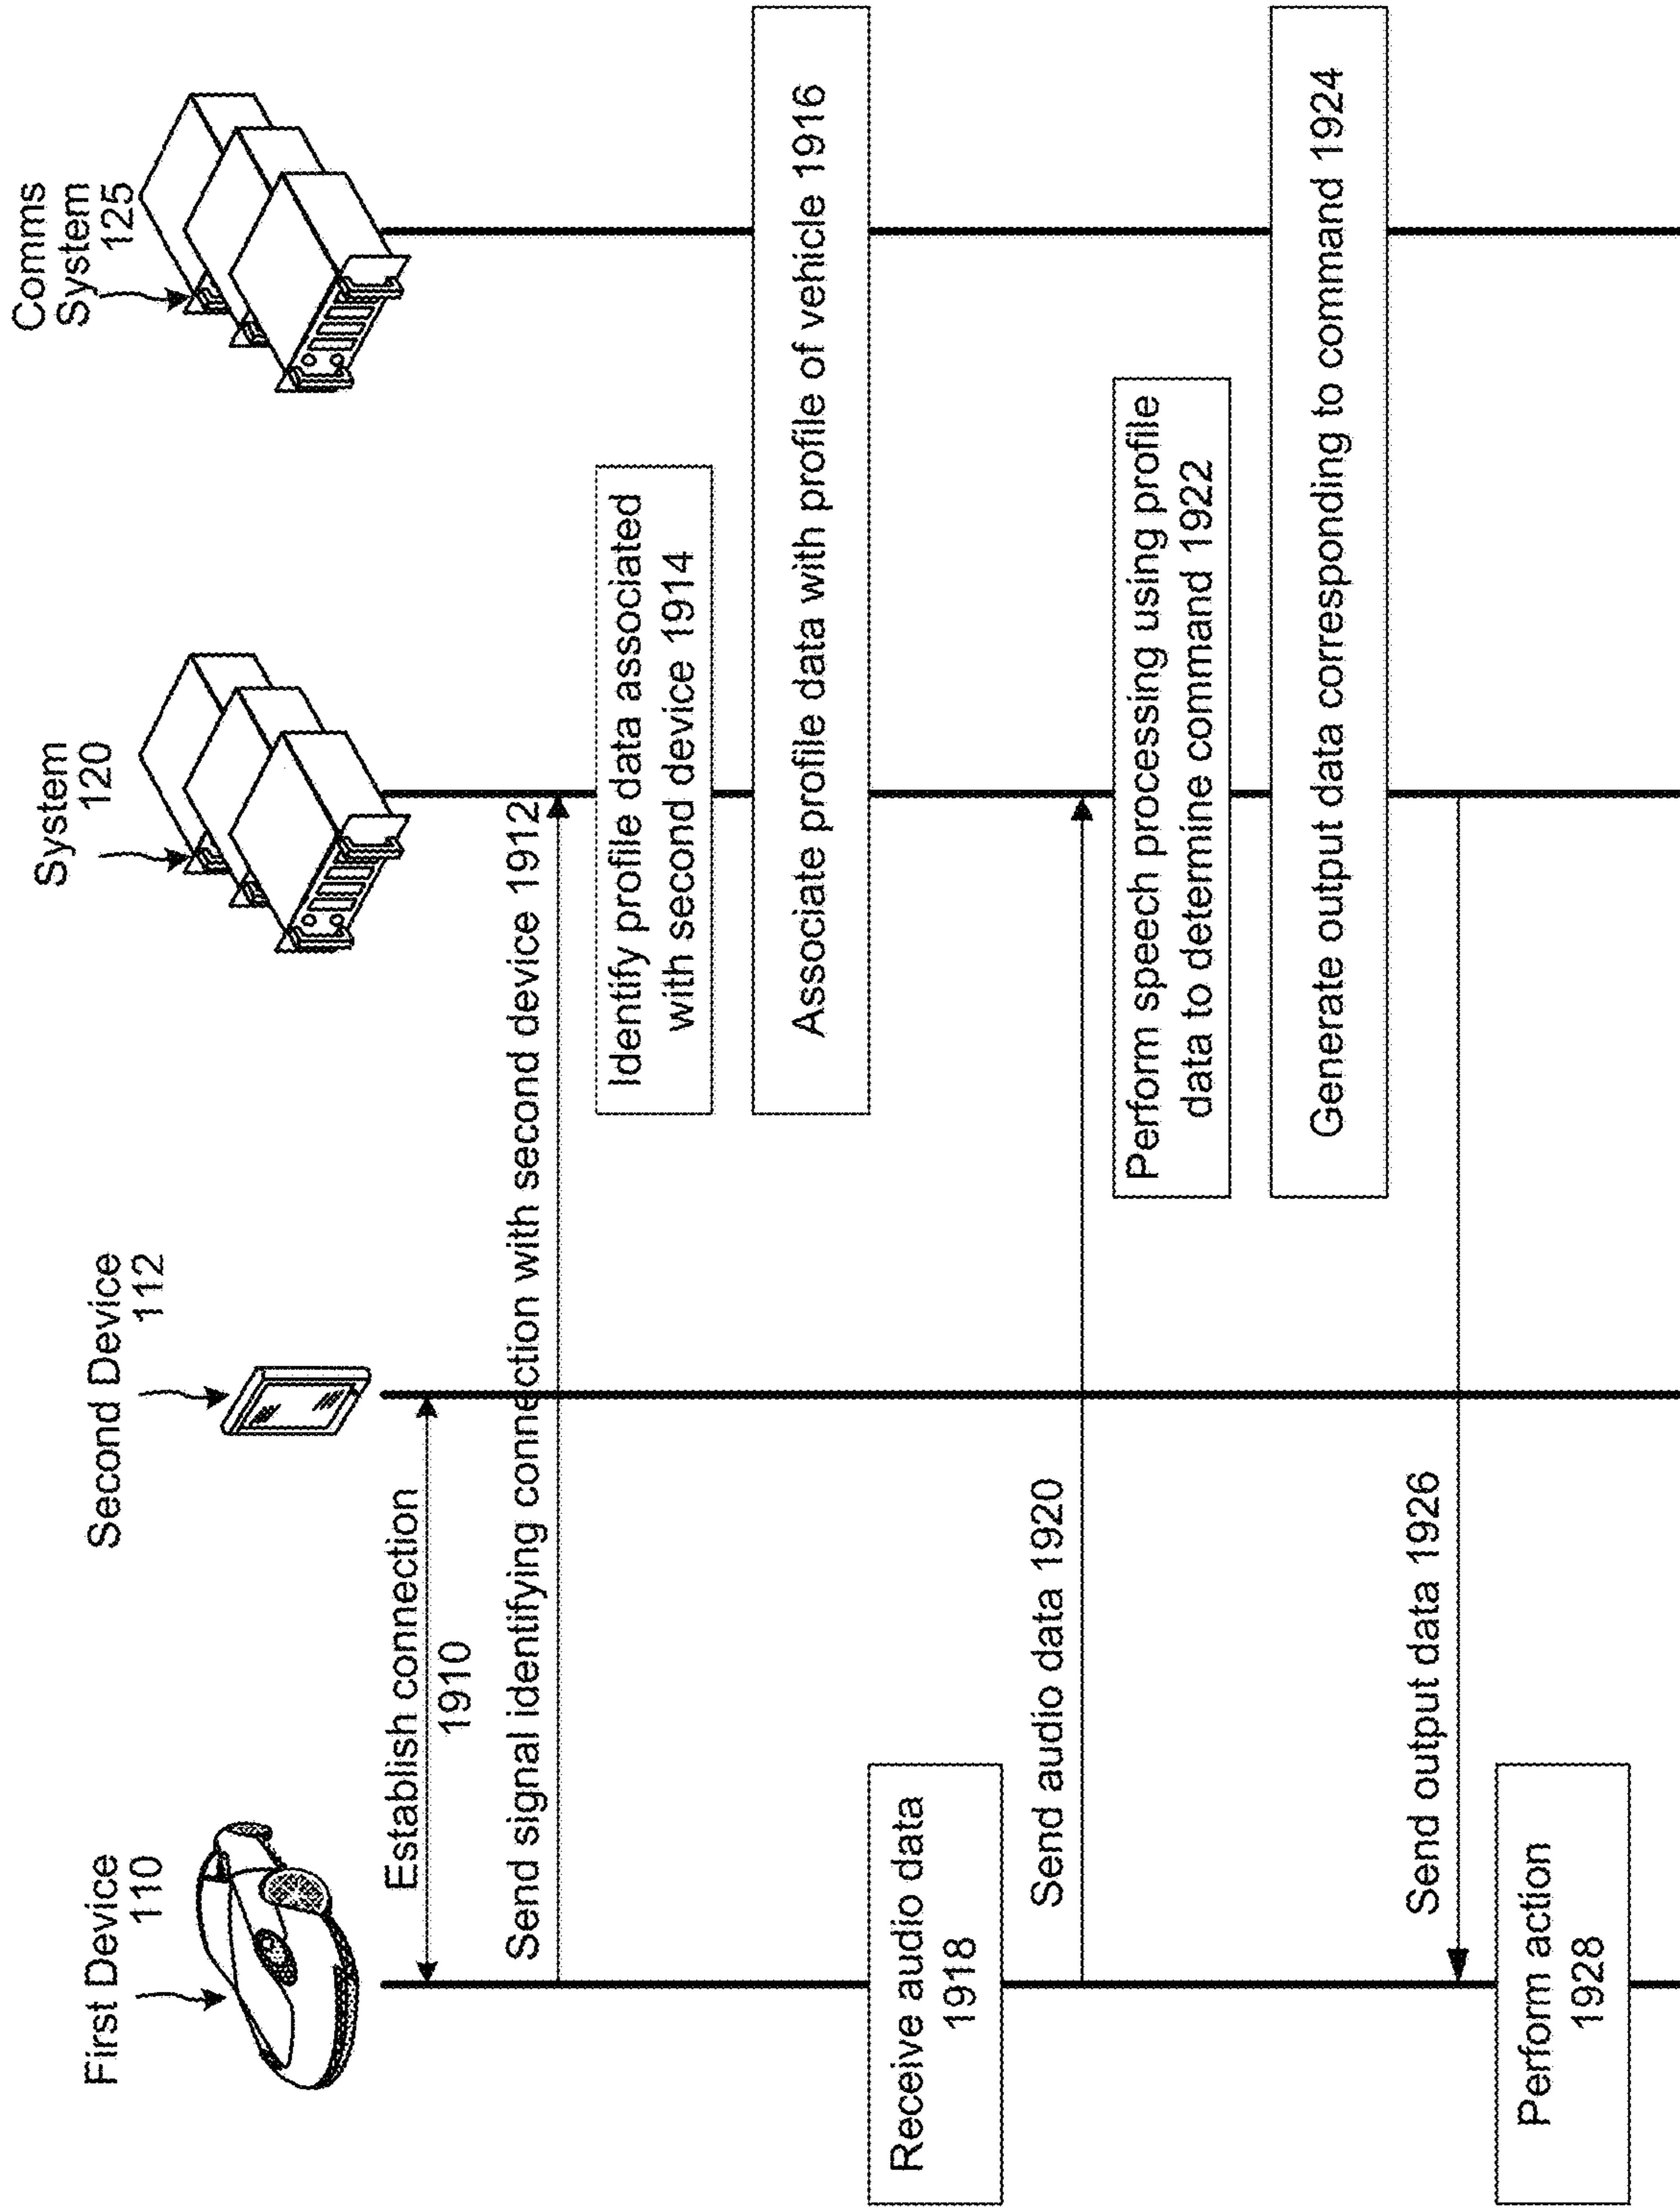 First Device
110
Second Device
112
System
120
Comms
System
125
Establish connection
1910
Send signal identifying connection with second device 1912
Identify profile data associated
with second device 1914
Associate profile data with profile of vehicle 1916
Receive audio data
1918
Send audio data 1920
Perform speech processing using profile
data to determine command 1922
Generate output data corresponding to command 1924
Send output data 1926
Perform action
1928